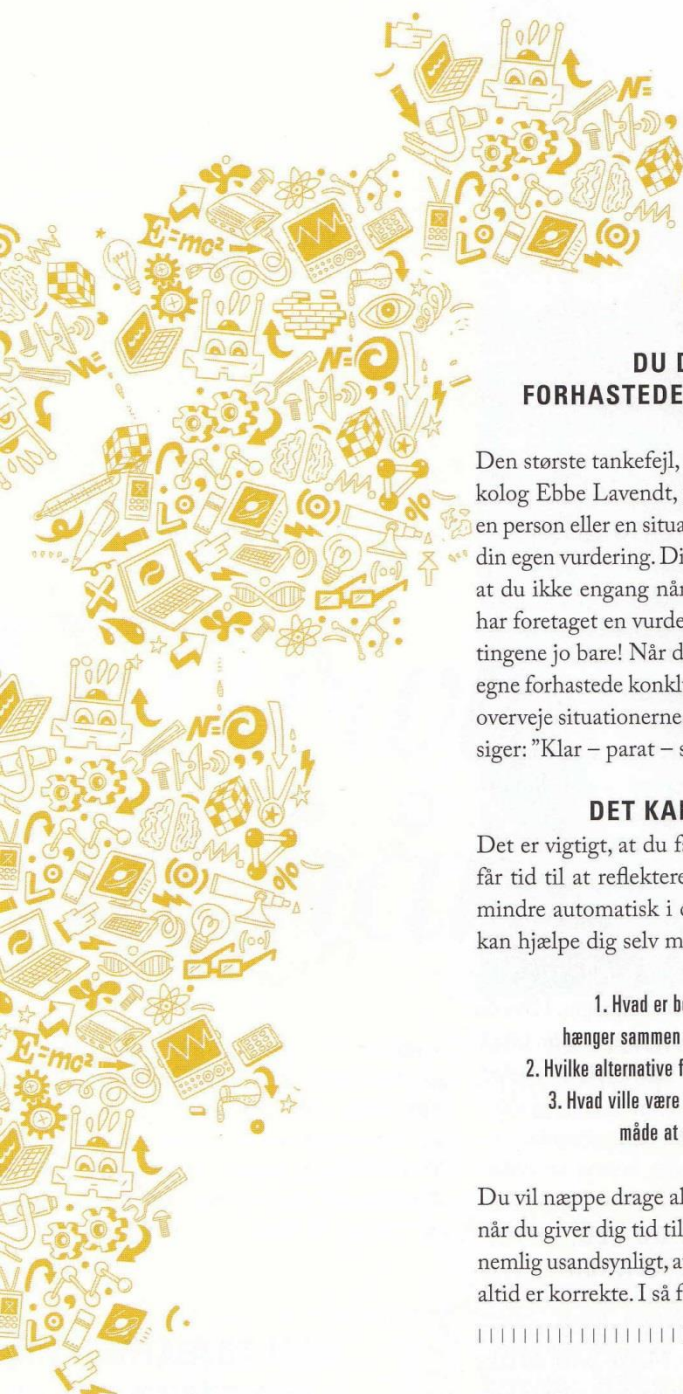 DU D
FORHASTEDE
Den største tankefejl,
kolog Ebbe Lavendt,
en person eller en situa
din egen vurdering. Di
at du ikke engang når
har foretaget en vurde
tingene jo bare! Når d
egne forhastede konkl
overveje situationerne
siger: ”Klar – parat – s
DET KAI
Det er vigtigt, at du f
får tid til at reflektere
mindre automatisk i d
kan hjælpe dig selv m
1. Hvad er b
hænger sammen
2. Hvilke alternative f
3. Hvad ville være
måde at
Du vil næppe drage al
når du giver dig tid til
nemlig usandsynligt, a
altid er korrekte. I så f
E=mc²
N=
%
E=mc²
N=
%
N=